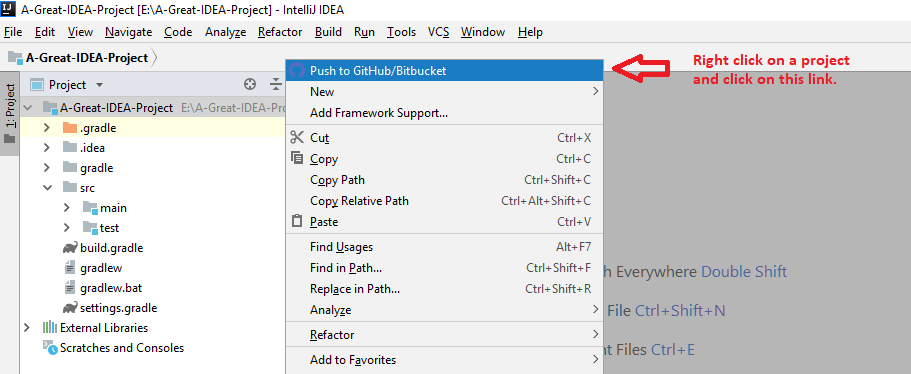 IJ A-Great-IDEA-Project [E:\A-Great-IDEA-Project] - IntelliJ IDEA
File Edit View Navigate Code Analyze Refactor Build Run Tools VCS Window Help
A-Great-IDEA-Project
1: Project
Project
A-Great-IDEA-Project E:\A-Great-IDEA-Pro
.gradle
.idea
gradle
src
main
test
build.gradle
gradlew
gradlew.bat
settings.gradle
External Libraries
Scratches and Consoles
Push to GitHub/Bitbucket
New
Add Framework Support...
Cut Ctrl+X
Copy Ctrl+C
Copy Path Ctrl+Shift+C
Copy Relative Path Ctrl+Alt+Shift+C
Paste Ctrl+V
Find Usages Alt+F7
Find in Path... Ctrl+Shift+F
Replace in Path... Ctrl+Shift+R
Analyze
Refactor
Add to Favorites
Right click on a project
and click on this link.
h Everywhere Double Shift
File Ctrl+Shift+N
nt Files Ctrl+E